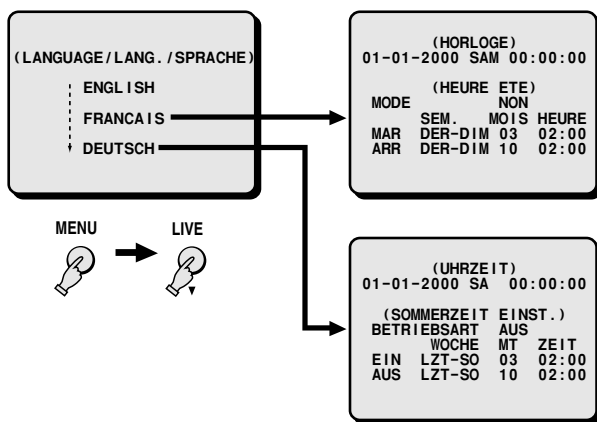 (LANGUAGE/LANG./SPRACHE)
ENGLISH
FRANCAIS
DEUTSCH
MENU
LIVE
(HORLOGE)
01-01-2000 SAM 00:00:00
(HEURE ETE)
MODE NON
SEM. MOIS HEURE
MAR DER-DIM 03 02:00
ARR DER-DIM 10 02:00
(UHRZEIT)
01-01-2000 SA 00:00:00
(SOMMERZEIT EINST.)
BETRIEBSART AUS
WOCHE MT ZEIT
EIN LZT-SO 03 02:00
AUS LZT-SO 10 02:00